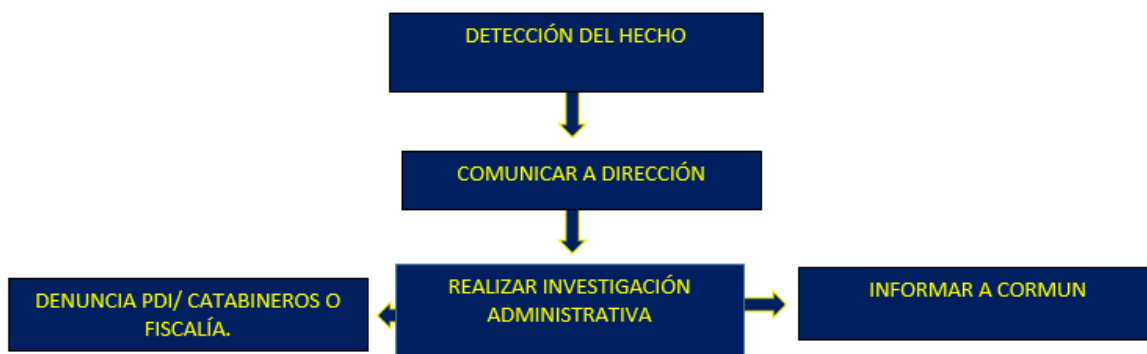 DETECCIÓN DEL HECHO
COMUNICAR A DIRECCIÓN
DENUNCIA PDI/ CATABINEROS O
FISCALÍA.
REALIZAR INVESTIGACIÓN
ADMINISTRATIVA
INFORMAR A CORMUN